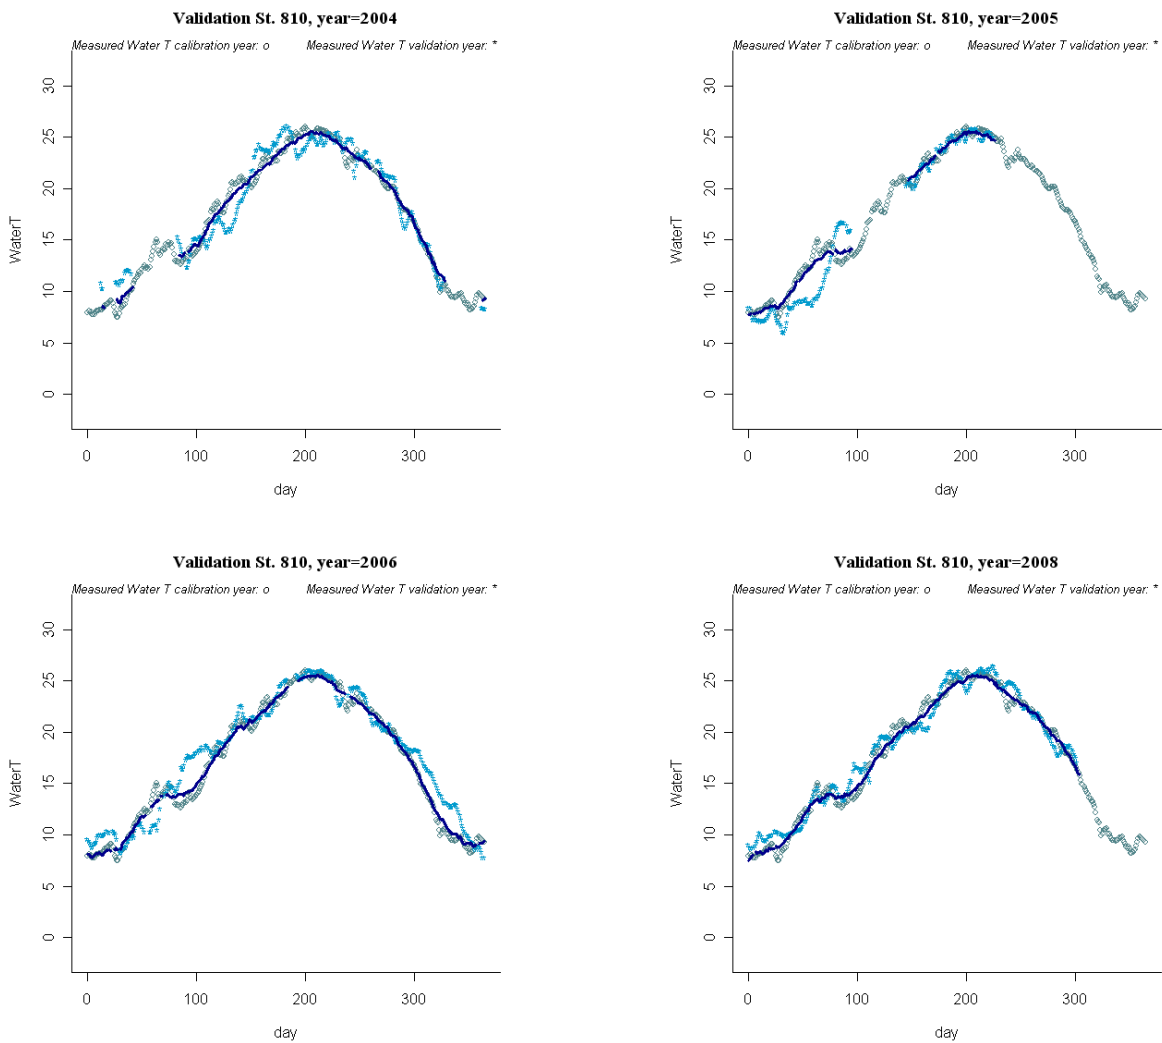 Validation St. 810, year=2004
Measured Water T calibration year: o Measured Water T validation year: *
WaterT
30
25
20
15
10
5
0
0 100 200 300
day
Validation St. 810, year=2005
Measured Water T calibration year: o Measured Water T validation year: *
WaterT
30
25
20
15
10
5
0
0 100 200 300
day
Validation St. 810, year=2006
Measured Water T calibration year: o Measured Water T validation year: *
WaterT
30
25
20
15
10
5
0
0 100 200 300
day
Validation St. 810, year=2008
Measured Water T calibration year: o Measured Water T validation year: *
WaterT
30
25
20
15
10
5
0
0 100 200 300
day